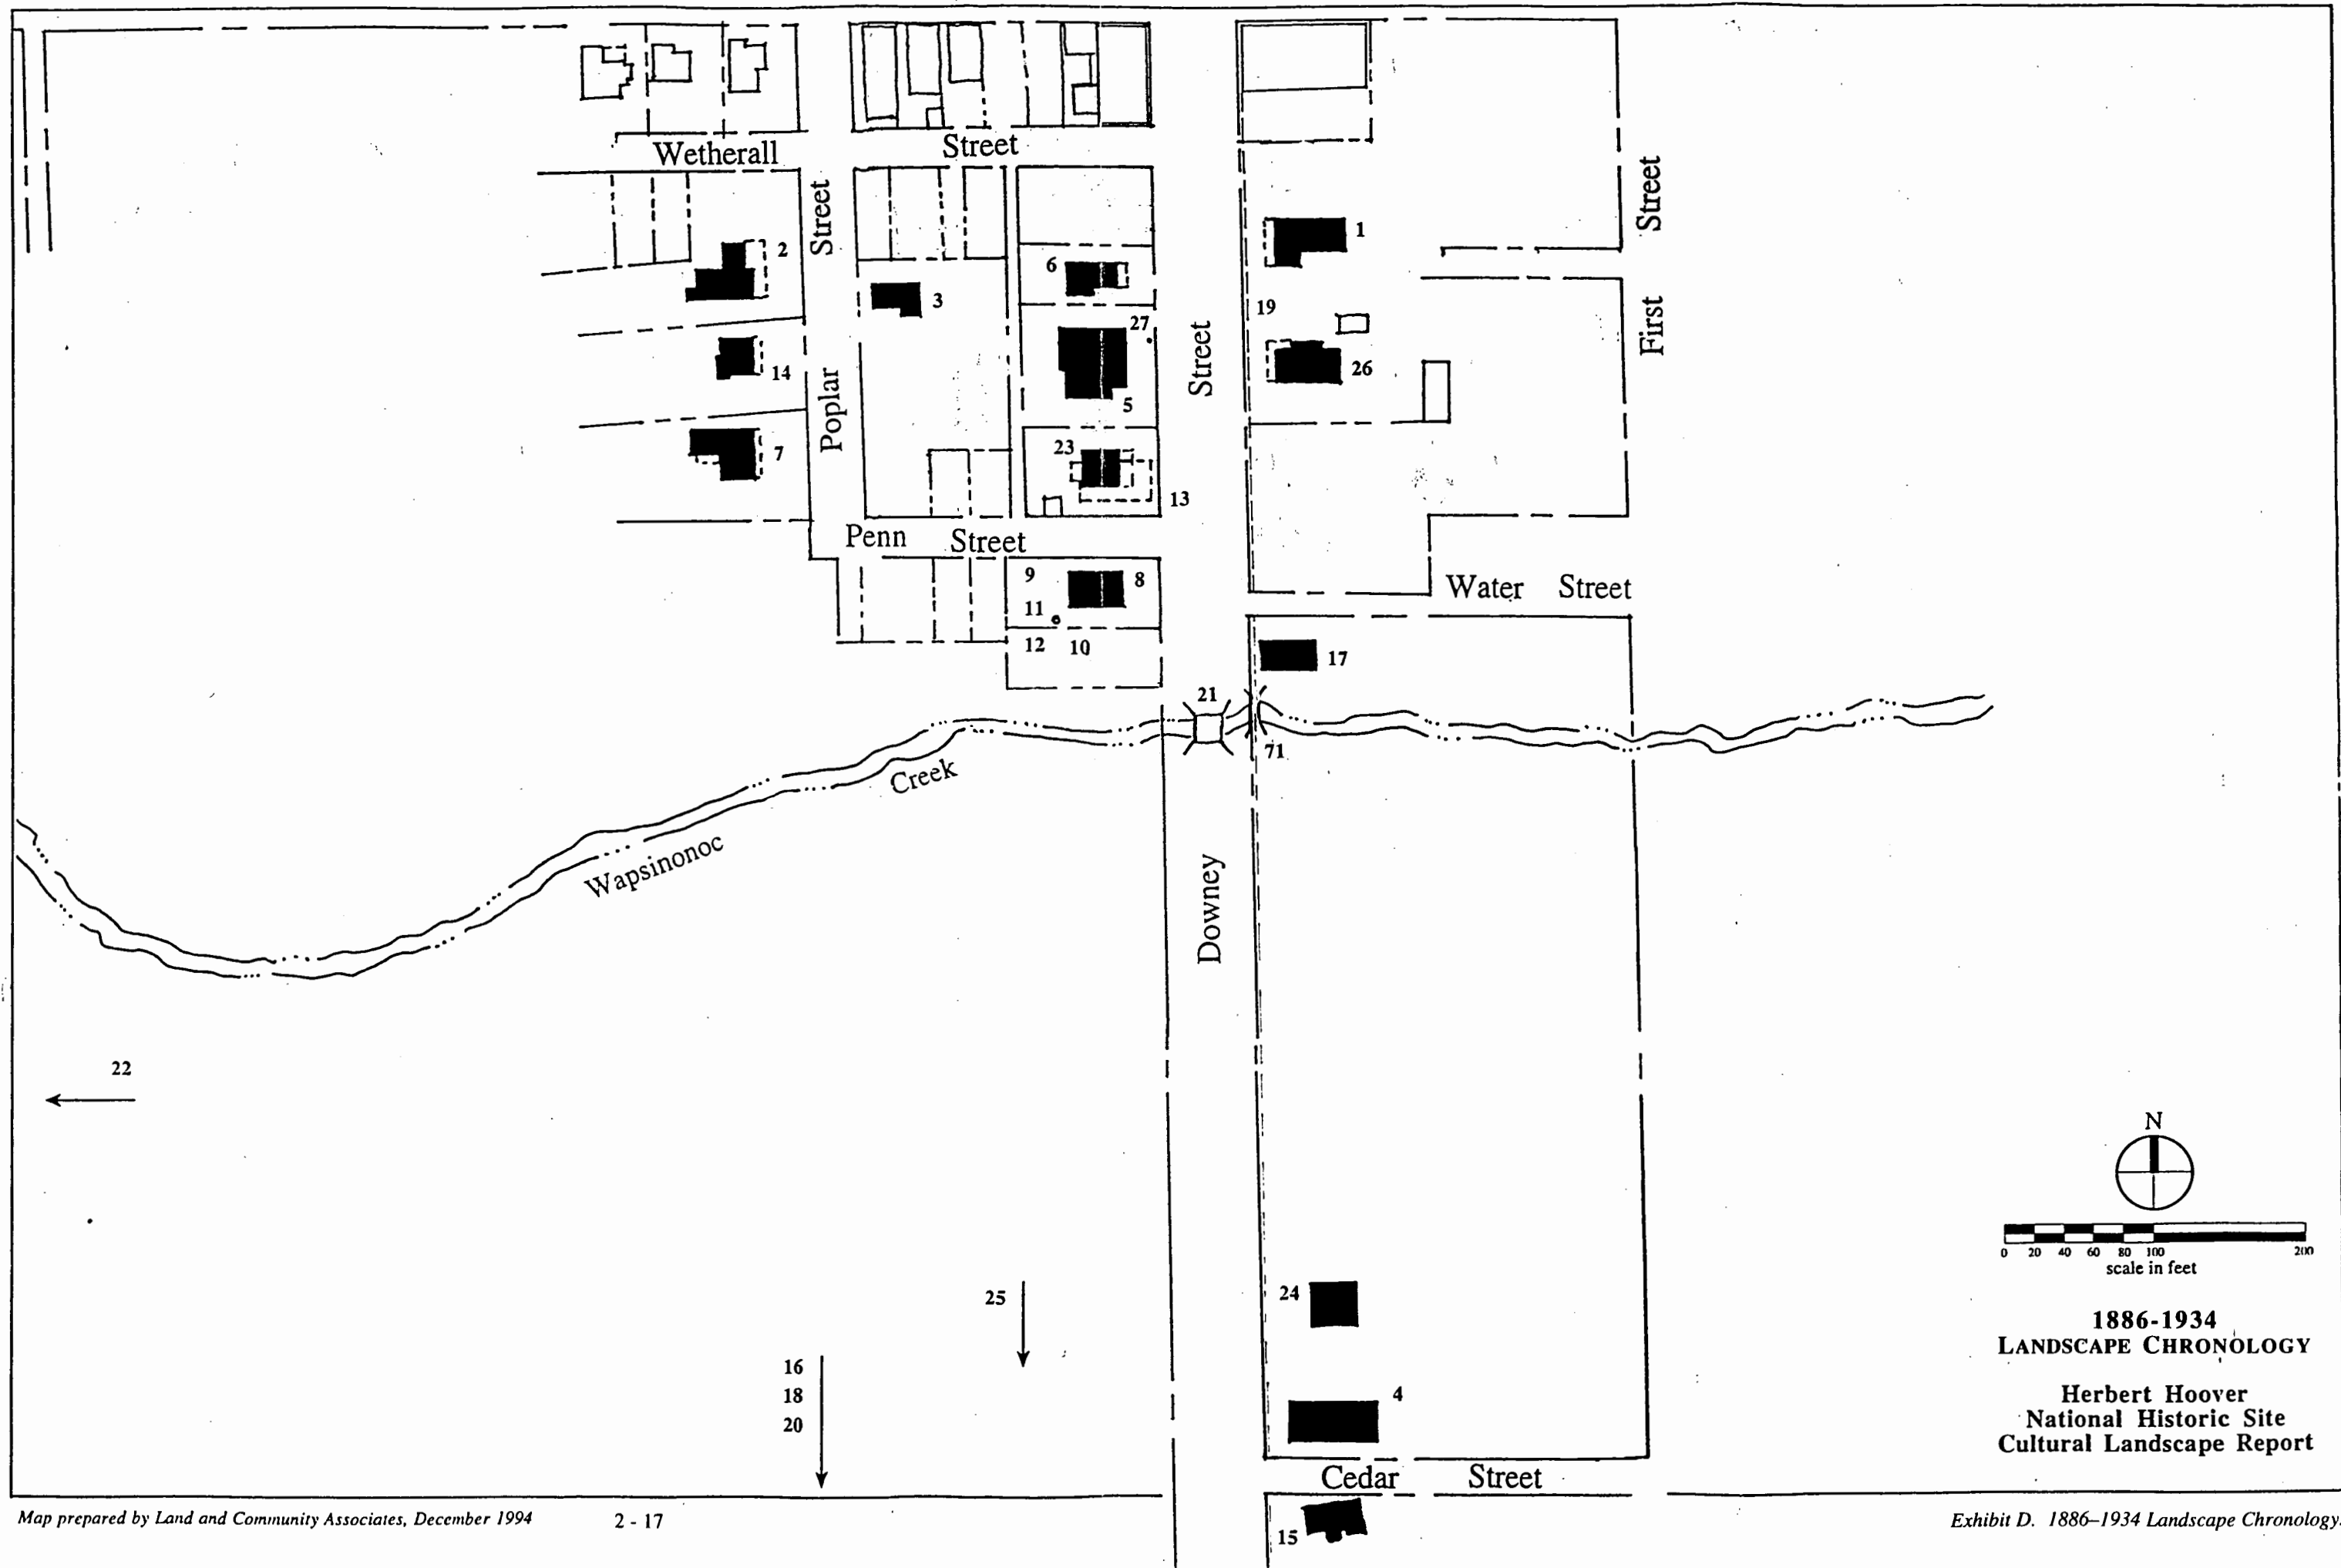 Wetherall Street
Street
Street
1
2
6
3
19
27
First
Street
14
26
Poplar
5
7
23
13
Penn Street
9
8
Water Street
11
12
10
17
21
71
Creek
Wapsinonoc
Downey
22
N
0 20 40 60 80 100 200
scale in feet
24
25
1886-1934
LANDSCAPE CHRONOLOGY
16
18
20
4
Herbert Hoover
National Historic Site
Cultural Landscape Report
Cedar Street
15
Map prepared by Land and Community Associates, December 1994
2 - 17
Exhibit D. 1886–1934 Landscape Chronology.